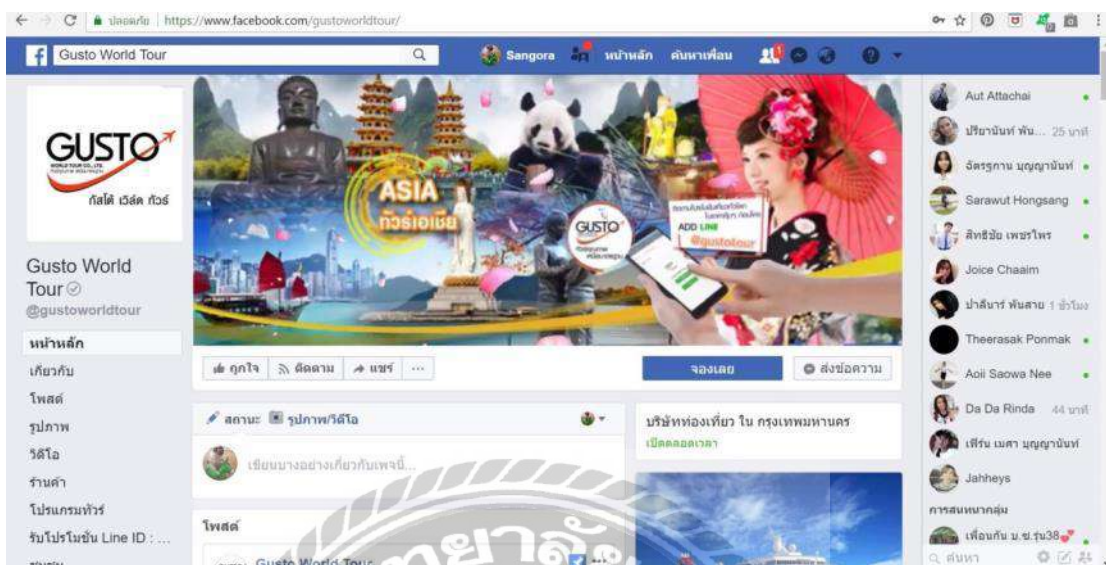 ปลอดภัย | https://www.facebook.com/gustoworldtour/
Gusto World Tour
Sangora
หน้าหลัก
ค้นหาเพื่อน
1
GUSTO
WORLD TOUR CO., LTD.
กัสโต้ เวิล์ด ทัวร์
Gusto World
Tour
@gustoworldtour
หน้าหลัก
เกี่ยวกับ
โพสต์
รูปภาพ
วิดีโอ
ร้านค้า
โปรแกรมทัวร์
รับโปรโมชั่น Line ID : ...
ชุมชน
ASIA
ทัวร์เอเชีย
GUSTO
ADD LINE
@gustotour
ถูกใจ
ติดตาม
แชร์
...
จองเลย
ส่งข้อความ
สถานะ
รูปภาพ/วิดีโอ
เขียนบางอย่างเกี่ยวกับเพจนี้...
โพสต์
Gusto World Tour
บริษัทท่องเที่ยว ใน กรุงเทพมหานคร
เปิดตลอดเวลา
Aut Attachai
ปรียานันท์ พัน... 25 นาที
ฉัตรฐกาน บุญญานันท์
Sarawut Hongsang
สิทธิชัย เพชรไพร
Joice Chaaim
ปาลีนาร์ พันสาย 1 ชั่วโมง
Theerasak Ponmak
Aoii Saowa Nee
Da Da Rinda 44 นาที
เฟิร์น เมศา บุญญานันท์
Jahheys
การสนทนากลุ่ม
เพื่อนกัน ม.ช.รุ่น38
ค้นหา